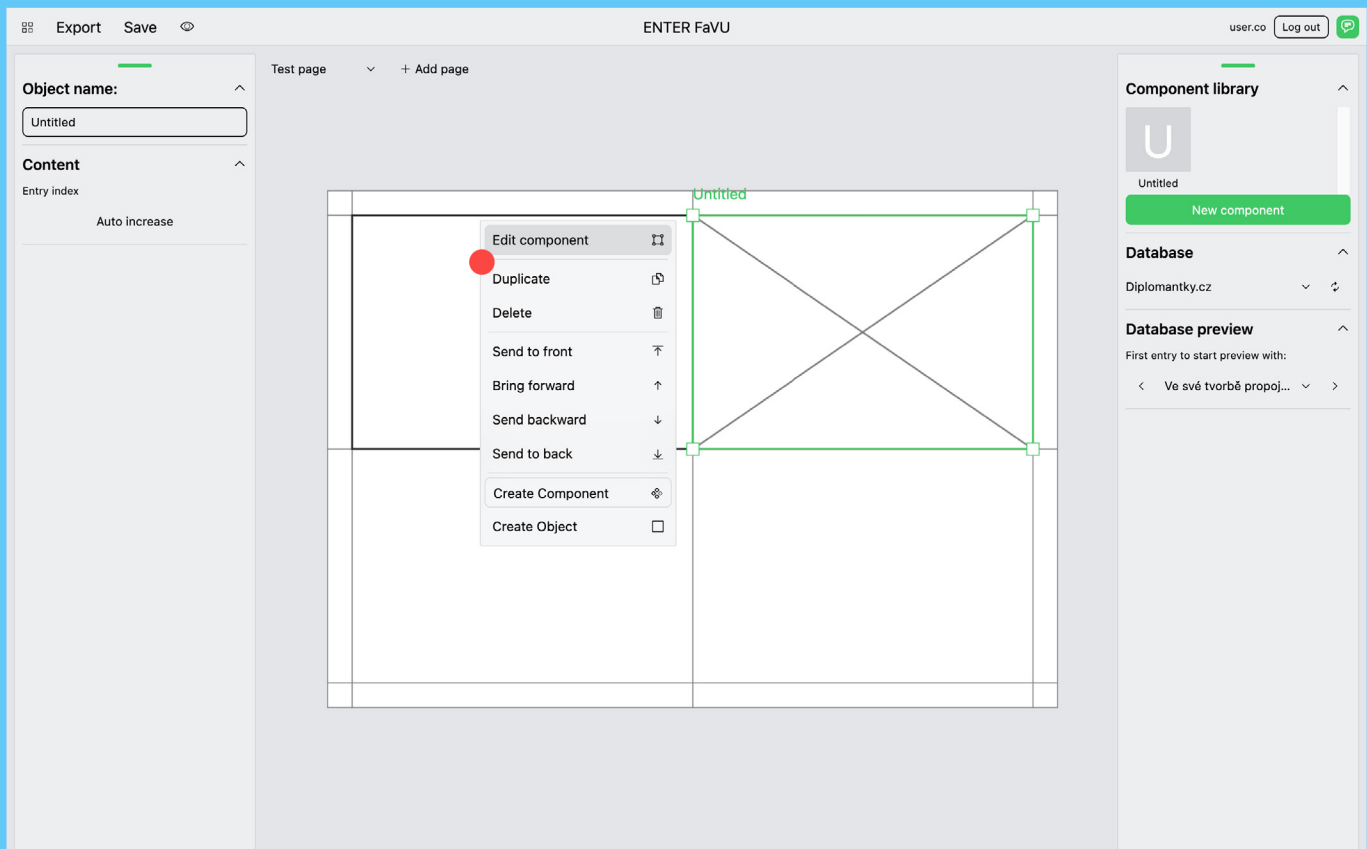 Export Save ENTER FaVU user.co Log out
Object name:
Untitled
Content
Entry index
Auto increase
Test page + Add page
Untitled
Edit component
Duplicate
Delete
Send to front
Bring forward
Send backward
Send to back
Create Component
Create Object
Component library
U
Untitled
New component
Database
Diplomantky.cz
Database preview
First entry to start preview with:
Ve své tvorbě propoj...